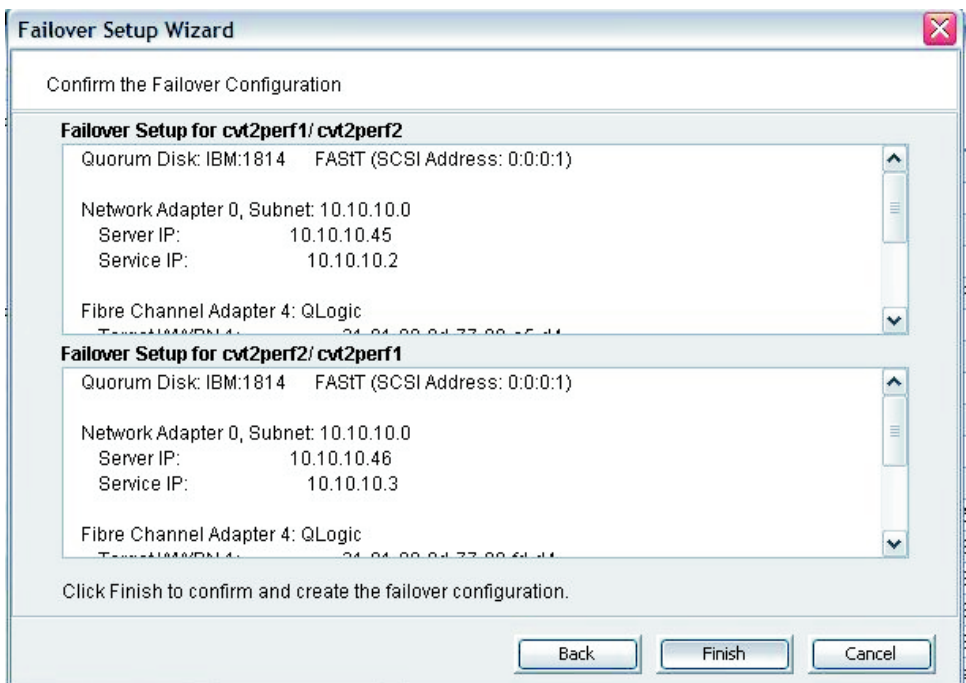 Failover Setup Wizard
Confirm the Failover Configuration
Failover Setup for cvt2perf1/ cvt2perf2
Quorum Disk: IBM:1814 FAStT (SCSI Address: 0:0:0:1)
Network Adapter 0, Subnet: 10.10.10.0
Server IP: 10.10.10.45
Service IP: 10.10.10.2
Fibre Channel Adapter 4: QLogic
Failover Setup for cvt2perf2/ cvt2perf1
Quorum Disk: IBM:1814 FAStT (SCSI Address: 0:0:0:1)
Network Adapter 0, Subnet: 10.10.10.0
Server IP: 10.10.10.46
Service IP: 10.10.10.3
Fibre Channel Adapter 4: QLogic
Click Finish to confirm and create the failover configuration.
Back Finish Cancel